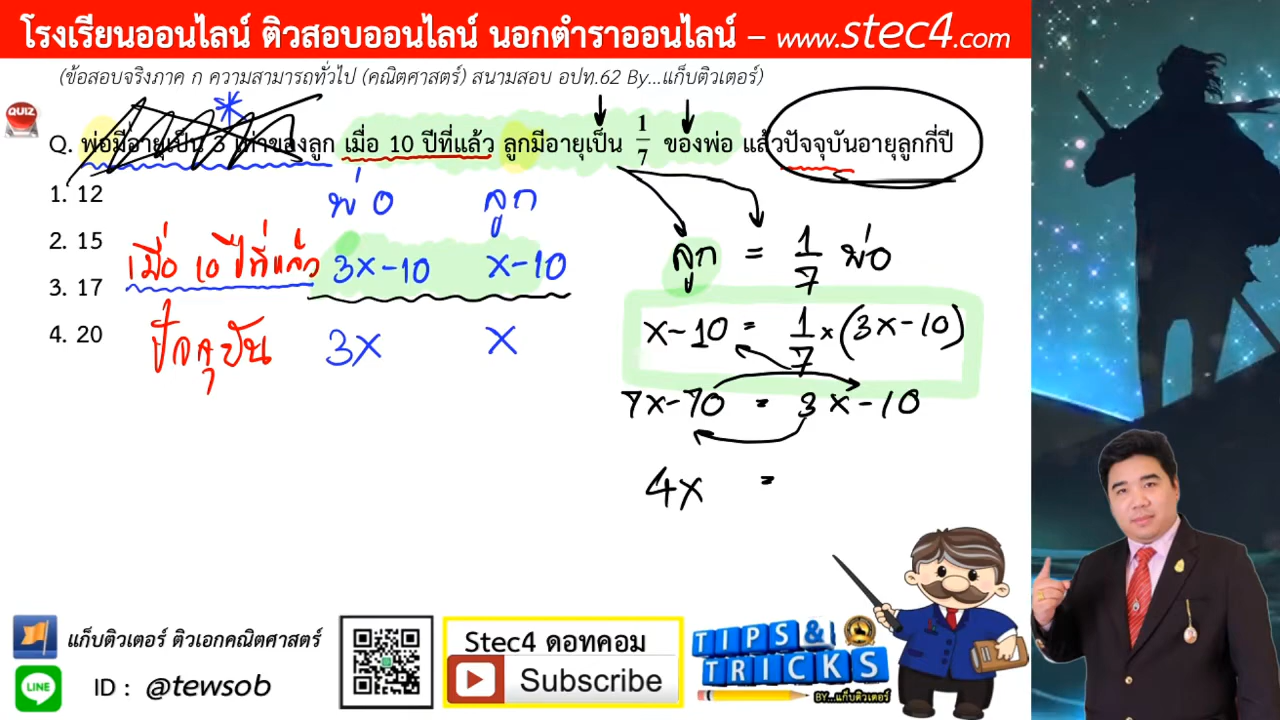 โรงเรียนออนไลน์ ติวสอบออนไลน์ นอกตำราออนไลน์ – www.stec4.com
(ข้อสอบจริงภาค ก ความสามารถทั่วไป (คณิตศาสตร์) สนามสอบ อปท.62 By...แก็บติวเตอร์)
QUIZ
Q. พ่อมีอายุเป็น 3 เท่าของลูก เมื่อ 10 ปีที่แล้ว ลูกมีอายุเป็น 1/7 ของพ่อ แล้วปัจจุบันอายุลูกกี่ปี
1. 12
2. 15
3. 17
4. 20
พ่อ ลูก
เมื่อ 10 ปีที่แล้ว 3x-10 x-10
ปัจจุบัน 3x x
ลูก = 1/7 พ่อ
x-10 = 1/7 × (3x-10)
7x-70 = 3x-10
4x =
แก็บติวเตอร์ ติวเอกคณิตศาสตร์
LINE
ID : @tewsob
Stec4 ดอทคอม
Subscribe
TIPS &
TRICKS
BY...แก็บติวเตอร์